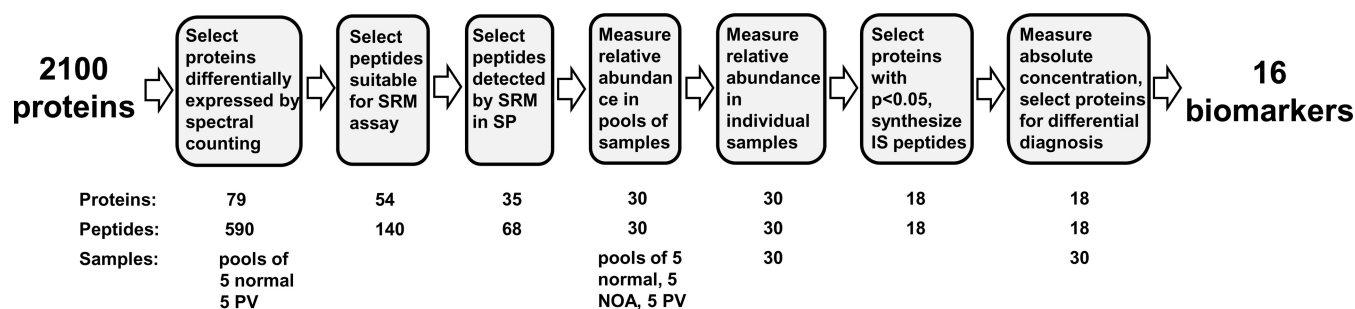 2100
proteins
Select
proteins
differentially
expressed by
spectral
counting
Select
peptides
suitable
for SRM
assay
Select
peptides
detected
by SRM
in SP
Measure
relative
abundan
ce in
pools of
samples
Measure
relative
abundance
in
individual
samples
Select
proteins
with
p<0.05,
synthesize
IS peptides
Measure
absolute
concentration,
select proteins
for differential
diagnosis
16
biomarkers
Proteins: 79 54 35 30 30 18 18
Peptides: 590 140 68 30 30 18 18
Samples: pools of 5 normal 5 PV pools of 5 normal, 5 NOA, 5 PV 30 30